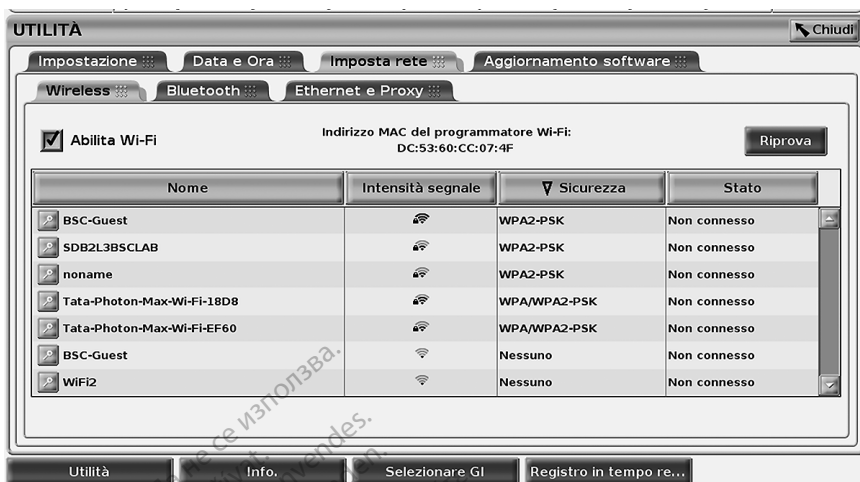 UTILITÀ
Chiudi
Impostazione
Data e Ora
Imposta rete
Aggiornamento software
Wireless
Bluetooth
Ethernet e Proxy
Abilita Wi-Fi
Indirizzo MAC del programmatore Wi-Fi:
DC:53:60:CC:07:4F
Riprova
Nome Intensità segnale Sicurezza Stato
BSC-Guest WPA2-PSK Non connesso
SDB2L3BSCLAB WPA2-PSK Non connesso
noname WPA2-PSK Non connesso
Tata-Photon-Max-Wi-Fi-18D8 WPA/WPA2-PSK Non connesso
Tata-Photon-Max-Wi-Fi-EF60 WPA/WPA2-PSK Non connesso
BSC-Guest Nessuno Non connesso
WiFi2 Nessuno Non connesso
не се използва.
Utilità
Info.
Selezionare GI
Registro in tempo re...